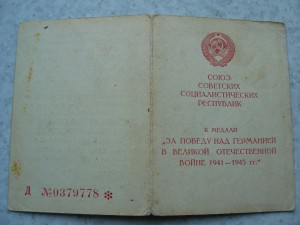 СОЮЗ
СОВЕТСКИХ
СОЦИАЛИСТИЧЕСКИХ
РЕСПУБЛИК
К МЕДАЛИ
„ЗА ПОБЕДУ НАД ГЕРМАНИЕЙ
В ВЕЛИКОЙ ОТЕЧЕСТВЕННОЙ
ВОЙНЕ 1941—1945 гг."
Д №0379778 *